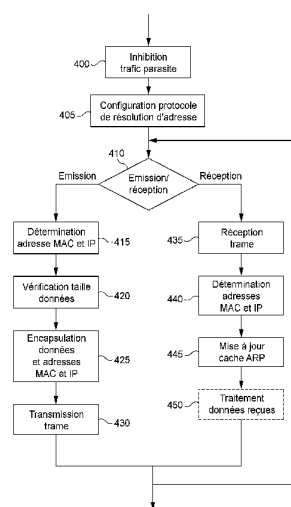 400
Inhibition
trafic parasite
405
Configuration protocole
de résolution d'adresse
410
Emission
Emission/
réception
Réception
Détermination
adresse MAC et IP
415
Vérification taille
données
420
Encapsulation
données
et adresses
MAC et IP
425
Transmission
trame
430
435
Réception
trame
440
Détermination
adresses
MAC et IP
445
Mise à jour
cache ARP
450
Traitement
données reçues